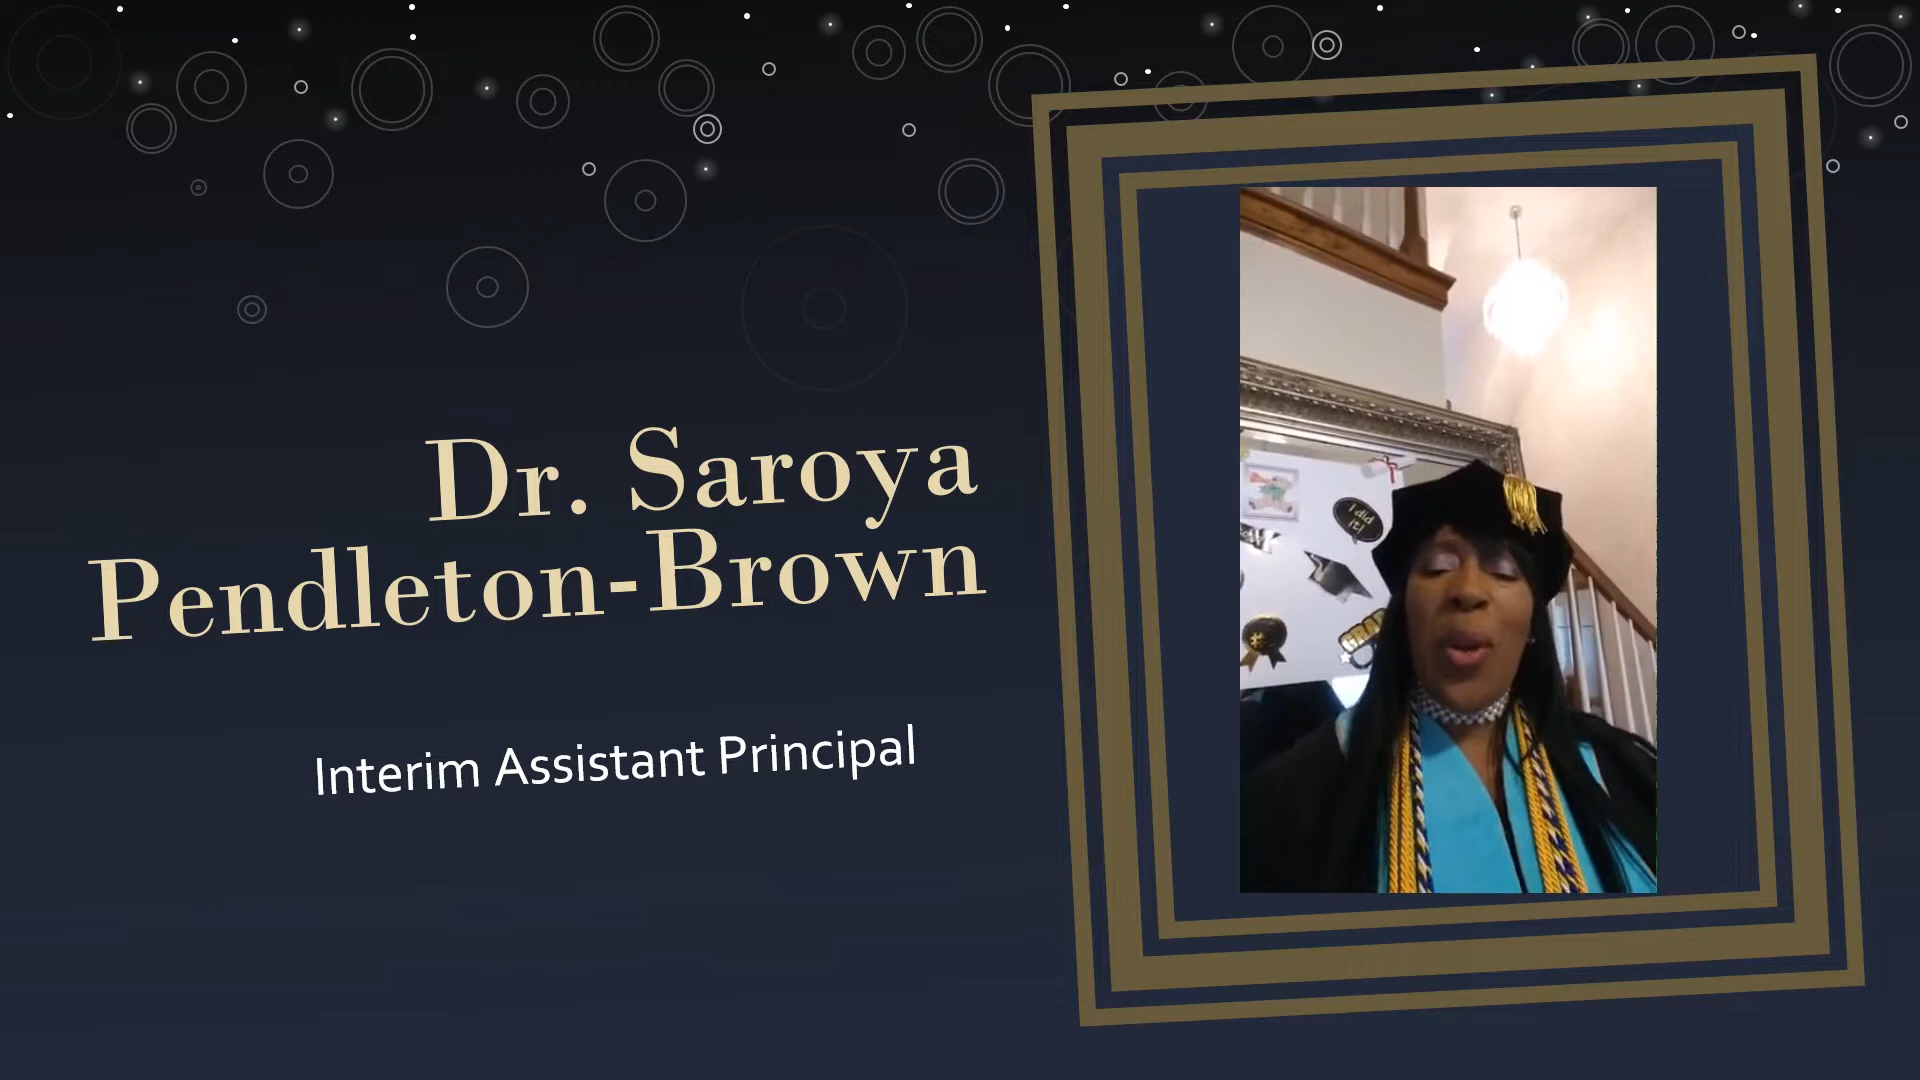 Dr. Saroya
Pendleton-Brown
Interim Assistant Principal
I did
it!